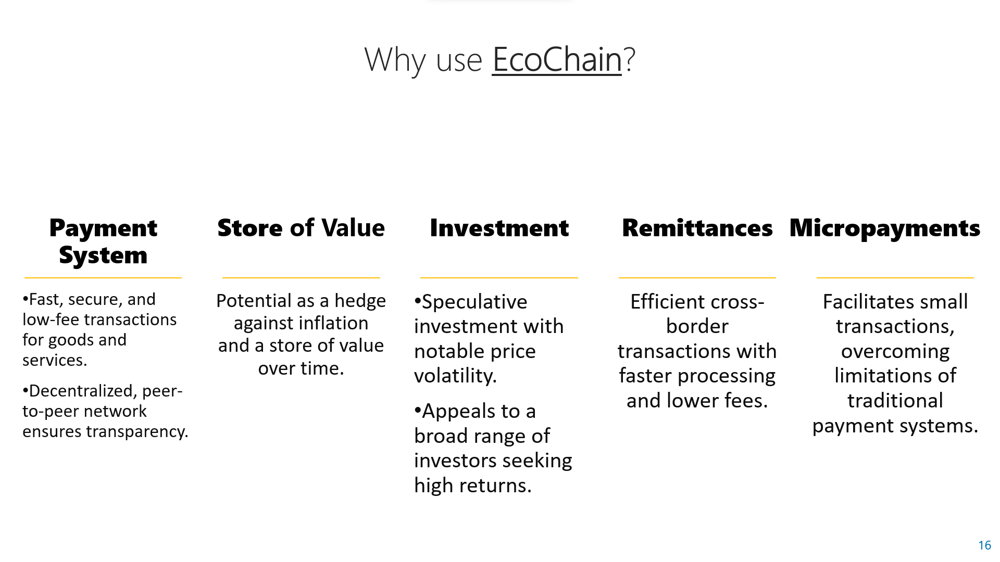 Why use EcoChain?
Payment
System
•Fast, secure, and
low-fee transactions
for goods and
services.
•Decentralized, peer-
to-peer network
ensures transparency.
Store of Value
Potential as a hedge
against inflation
and a store of value
over time.
Investment
•Speculative
investment with
notable price
volatility.
•Appeals to a
broad range of
investors seeking
high returns.
Remittances
Efficient cross-
border
transactions with
faster processing
and lower fees.
Micropayments
Facilitates small
transactions,
overcoming
limitations of
traditional
payment systems.
16